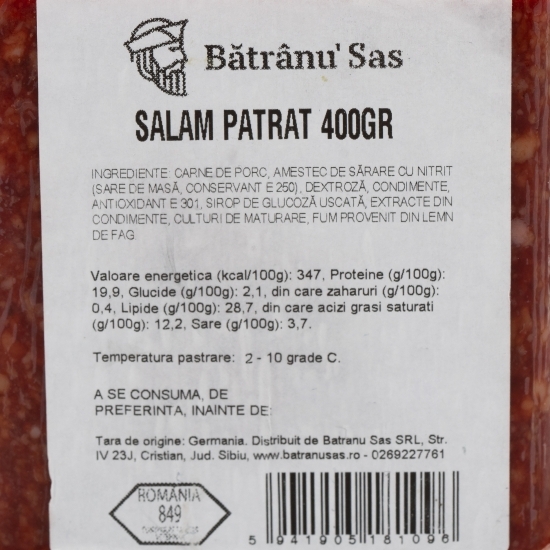 Bătrânu' Sas
SALAM PATRAT 400GR
INGREDIENTE: CARNE DE PORC, AMESTEC DE SĂRARE CU NITRIT
(SARE DE MASĂ, CONSERVANT E 250), DEXTROZĂ, CONDIMENTE,
ANTIOXIDANT E 301, SIROP DE GLUCOZĂ USCATĂ, EXTRACTE DIN
CONDIMENTE, CULTURI DE MATURARE, FUM PROVENIT DIN LEMN
DE FAG.
Valoare energetica (kcal/100g): 347, Proteine (g/100g):
19,9, Glucide (g/100g): 2,1, din care zaharuri (g/100g):
0,4, Lipide (g/100g): 28,7, din care acizi grasi saturati
(g/100g): 12,2, Sare (g/100g): 3,7.
Temperatura pastrare: 2 - 10 grade C.
A SE CONSUMA, DE
PREFERINTA, INAINTE DE:
Tara de origine: Germania. Distribuit de Batranu Sas SRL, Str.
IV 23J, Cristian, Jud. Sibiu, www.batranusas.ro - 0269227761
ROMÂNIA
849
5 941905 181096